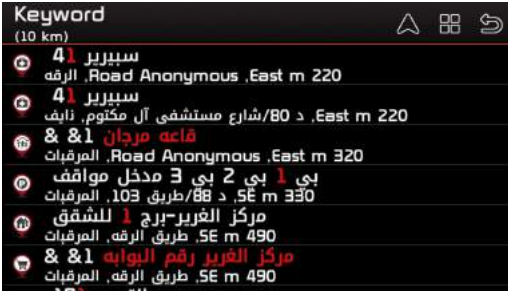 Keyword
(10 km)
سبيرير 41
East m 220, Road Anonymous, الرقه
سبيرير 41
East m 220, د 80/شارع مستشفى آل مكتوم, نايف
قاعه مرجان 1& &
East m 320, Road Anonymous, المرقبات
بي 1 بي 2 بي 3 مدخل مواقف
SE m 330, د 88/طريق 103, المرقبات
مركز الغرير-برج 1 للشقق
SE m 490, طريق الرقه, المرقبات
مركز الغرير رقم البوابه 1& &
SE m 490, طريق الرقه, المرقبات